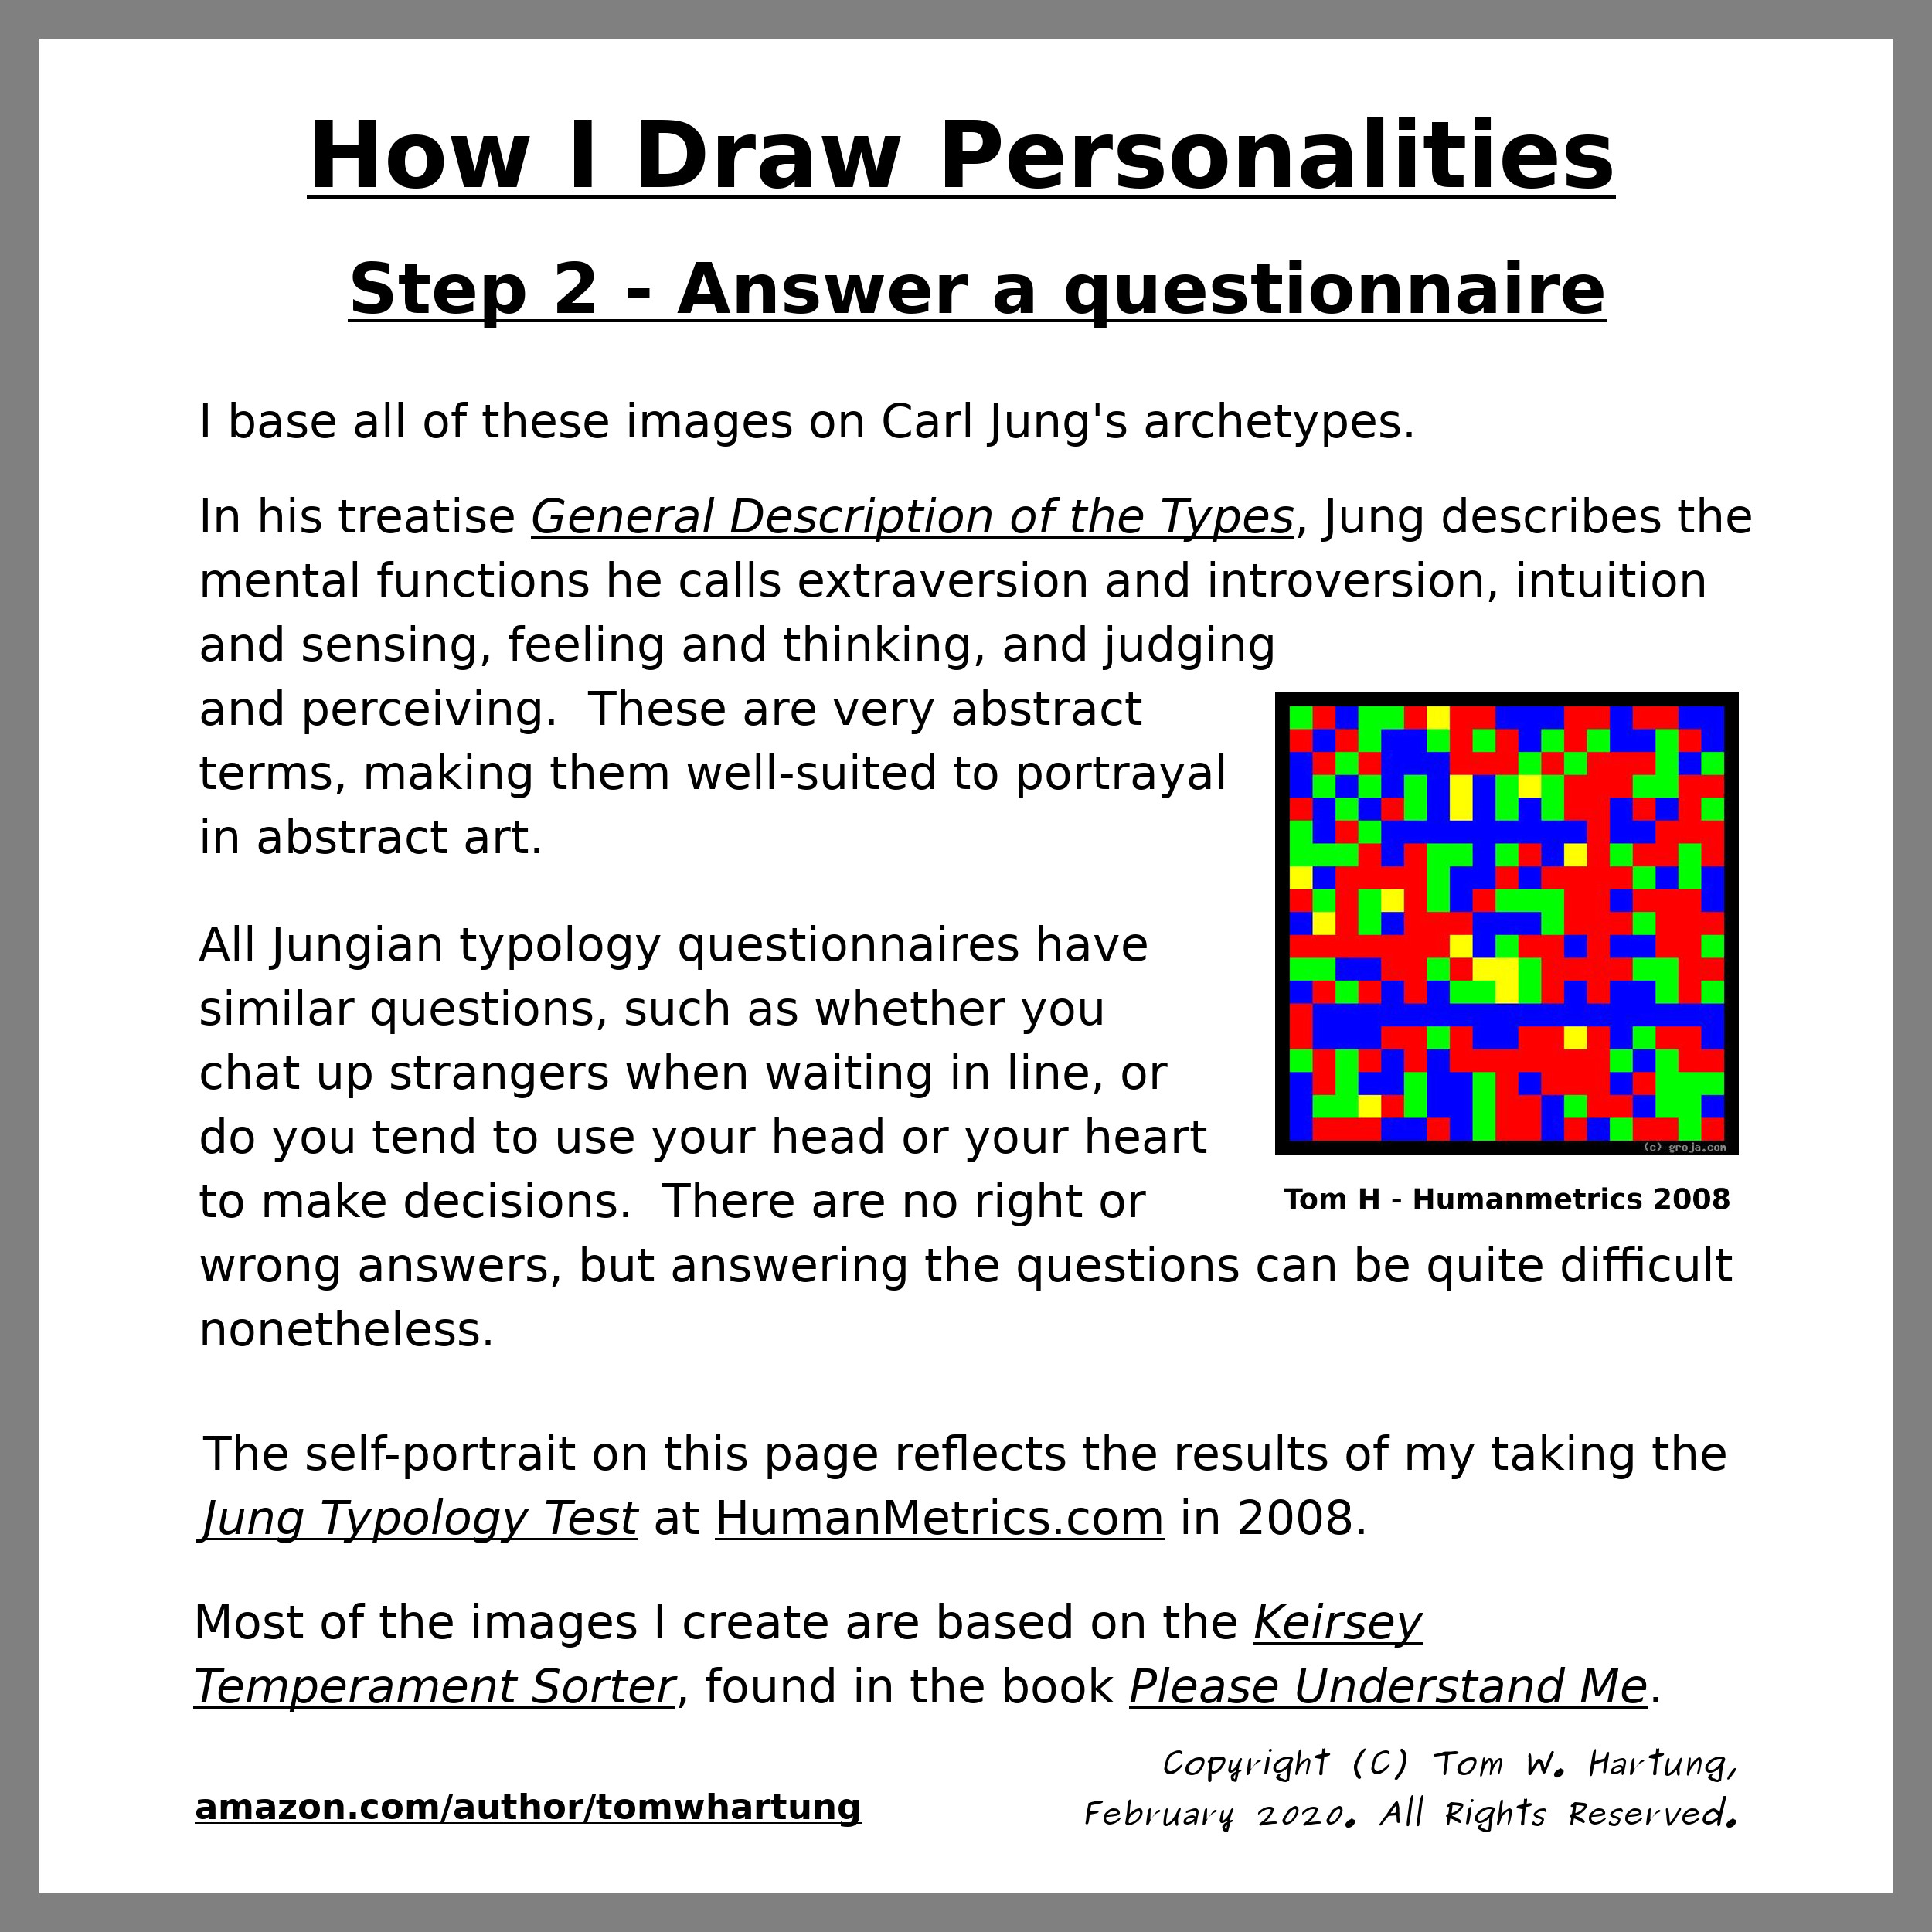 How I Draw Personalities
Step 2 - Answer a questionnaire
I base all of these images on Carl Jung's archetypes.
In his treatise General Description of the Types, Jung describes the
mental functions he calls extraversion and introversion, intuition
and sensing, feeling and thinking, and judging
and perceiving.  These are very abstract
terms, making them well-suited to portrayal
in abstract art.
All Jungian typology questionnaires have
similar questions, such as whether you
chat up strangers when waiting in line, or
do you tend to use your head or your heart
to make decisions.  There are no right or
wrong answers, but answering the questions can be quite difficult
nonetheless.
(c) groja.com
Tom H - Humanmetrics 2008
The self-portrait on this page reflects the results of my taking the
Jung Typology Test at HumanMetrics.com in 2008.
Most of the images I create are based on the Keirsey
Temperament Sorter, found in the book Please Understand Me.
amazon.com/author/tomwhartung
Copyright (C) Tom W. Hartung,
February 2020. All Rights Reserved.